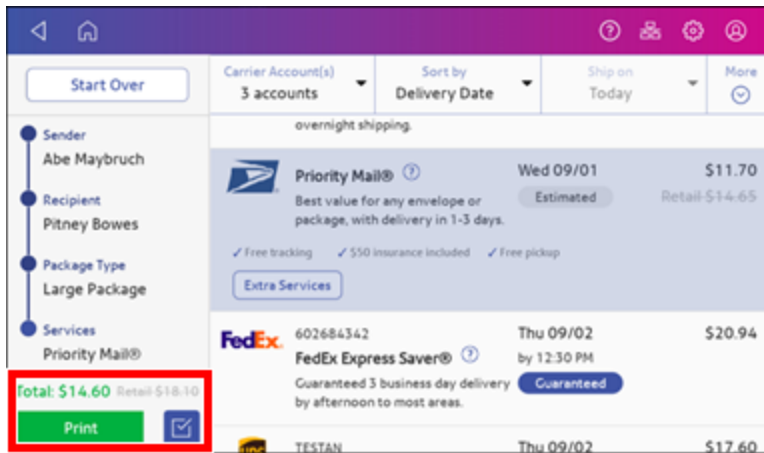 Start Over
Sender
Abe Maybruch
Recipient
Pitney Bowes
Package Type
Large Package
Services
Priority Mail®
Total: $14.60 Retail $18.10
Print
Carrier Account(s)
3 accounts
Sort by
Delivery Date
Ship on
Today
More
overnight shipping.
Priority Mail® ?
Wed 09/01
$11.70
Best value for any envelope or
package, with delivery in 1-3 days.
Estimated
Retail $14.65
✓ Free tracking ✓ $50 insurance included ✓ Free pickup
Extra Services
FedEx.
602684342
Thu 09/02
$20.94
FedEx Express Saver® ?
by 12:30 PM
Guaranteed 3 business day delivery
by afternoon to most areas.
Guaranteed
ups
TESTAN
Thu 09/02
$17.60